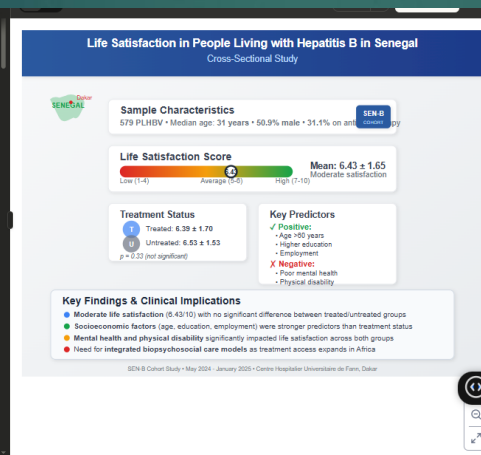 Life Satisfaction in People Living with Hepatitis B in Senegal
Cross-Sectional Study
Dakar
SENEGAL
Sample Characteristics
579 PLHBV • Median age: 31 years • 50.9% male • 31.1% on
SEN-B
COHORT
Life Satisfaction Score
6.43
Low (1-4)
Average (5-6)
High (7-10)
Mean: 6.43 ± 1.65
Moderate satisfaction
Treatment Status
T
Treated: 6.39 ± 1.70
U
Untreated: 6.53 ± 1.53
p = 0.33 (not significant)
Key Predictors
✓ Positive:
• Age >60 years
• Higher education
• Employment
✗ Negative:
• Poor mental health
• Physical disability
Key Findings & Clinical Implications
Moderate life satisfaction (6.43/10) with no significant difference between treated/untreated groups
Socioeconomic factors (age, education, employment) were stronger predictors than treatment status
Mental health and physical disability significantly impacted life satisfaction across both groups
Need for integrated biopsychosocial care models as treatment access expands in Africa
SEN-B Cohort Study • May 2024 - January 2025 • Centre Hospitalier Universitaire de Fann, Dakar